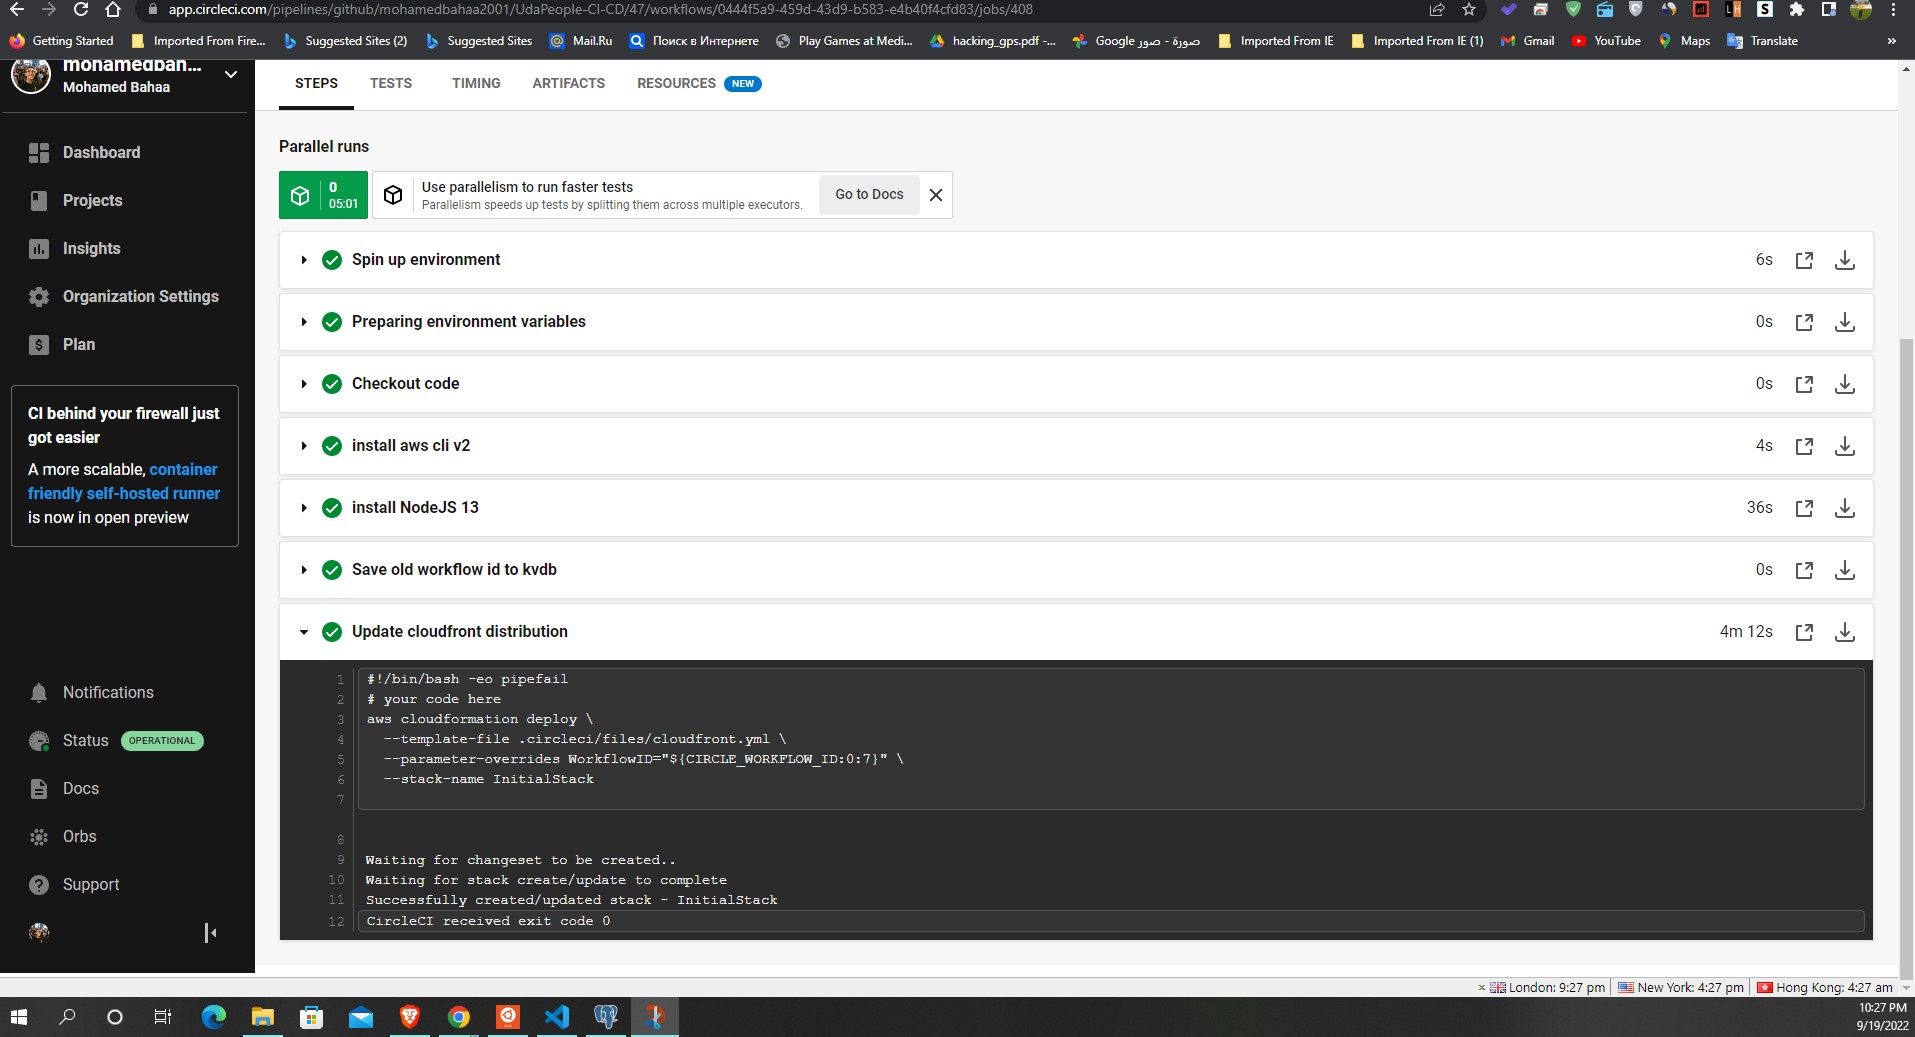 app.circleci.com/pipelines/github/mohamedbahaa2001/UdaPeople-CI-CD/47/workflows/0444f5a9-459d-43d9-b583-e4b40f4cfd83/jobs/408
Getting Started Imported From Fire... Suggested Sites (2) Suggested Sites Mail.Ru Поиск в Интернете Play Games at Medi... hacking_gps.pdf -... Google صورة - صور Imported From IE Imported From IE (1) Gmail YouTube Maps Translate »
mohamedbah...
Mohamed Bahaa
Dashboard
Projects
Insights
Organization Settings
Plan
CI behind your firewall just
got easier
A more scalable, container
friendly self-hosted runner
is now in open preview
Notifications
Status OPERATIONAL
Docs
Orbs
Support
STEPS TESTS TIMING ARTIFACTS RESOURCES NEW
Parallel runs
0
05:01
Use parallelism to run faster tests
Parallelism speeds up tests by splitting them across multiple executors.
Go to Docs
Spin up environment 6s
Preparing environment variables 0s
Checkout code 0s
install aws cli v2 4s
install NodeJS 13 36s
Save old workflow id to kvdb 0s
Update cloudfront distribution 4m 12s
1 #!/bin/bash -eo pipefail
2 # your code here
3 aws cloudformation deploy \
4 --template-file .circleci/files/cloudfront.yml \
5 --parameter-overrides WorkflowID="${CIRCLE_WORKFLOW_ID:0:7}" \
6 --stack-name InitialStack
7
8
9 Waiting for changeset to be created..
10 Waiting for stack create/update to complete
11 Successfully created/updated stack - InitialStack
12 CircleCI received exit code 0
London: 9:27 pm New York: 4:27 pm Hong Kong: 4:27 am
10:27 PM
9/19/2022